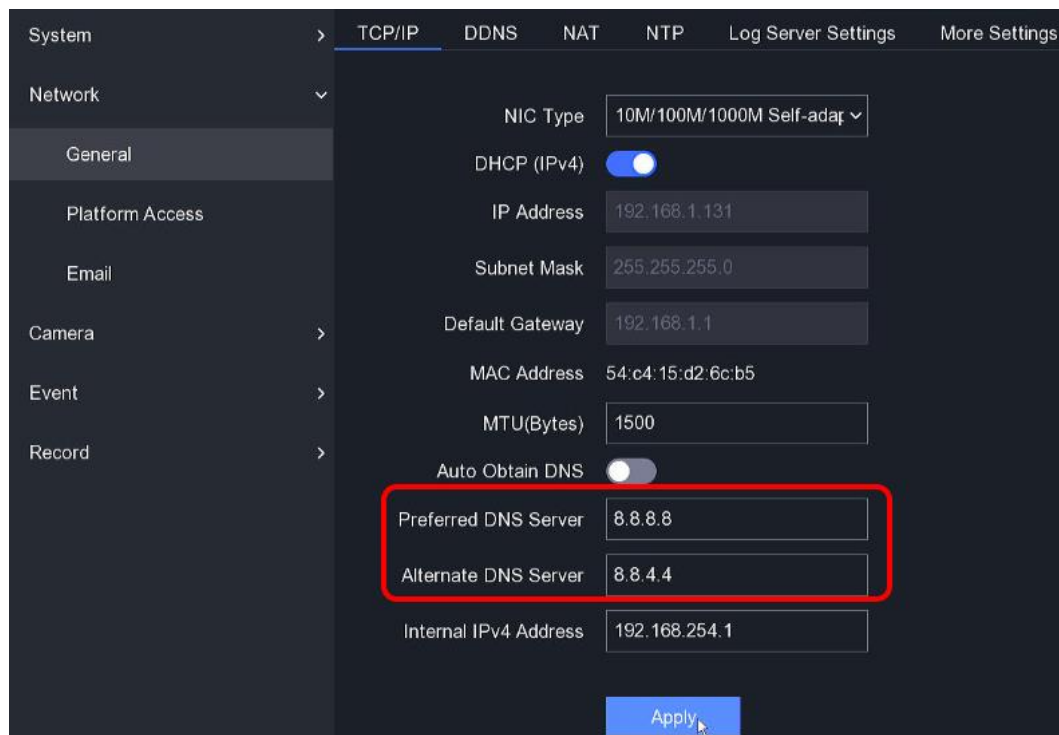 System
Network
General
Platform Access
Email
Camera
Event
Record
TCP/IP DDNS NAT NTP Log Server Settings More Settings
NIC Type 10M/100M/1000M Self-adap
DHCP (IPv4)
IP Address 192.168.1.131
Subnet Mask 255.255.255.0
Default Gateway 192.168.1.1
MAC Address 54:c4:15:d2:6c:b5
MTU(Bytes) 1500
Auto Obtain DNS
Preferred DNS Server 8.8.8.8
Alternate DNS Server 8.8.4.4
Internal IPv4 Address 192.168.254.1
Apply